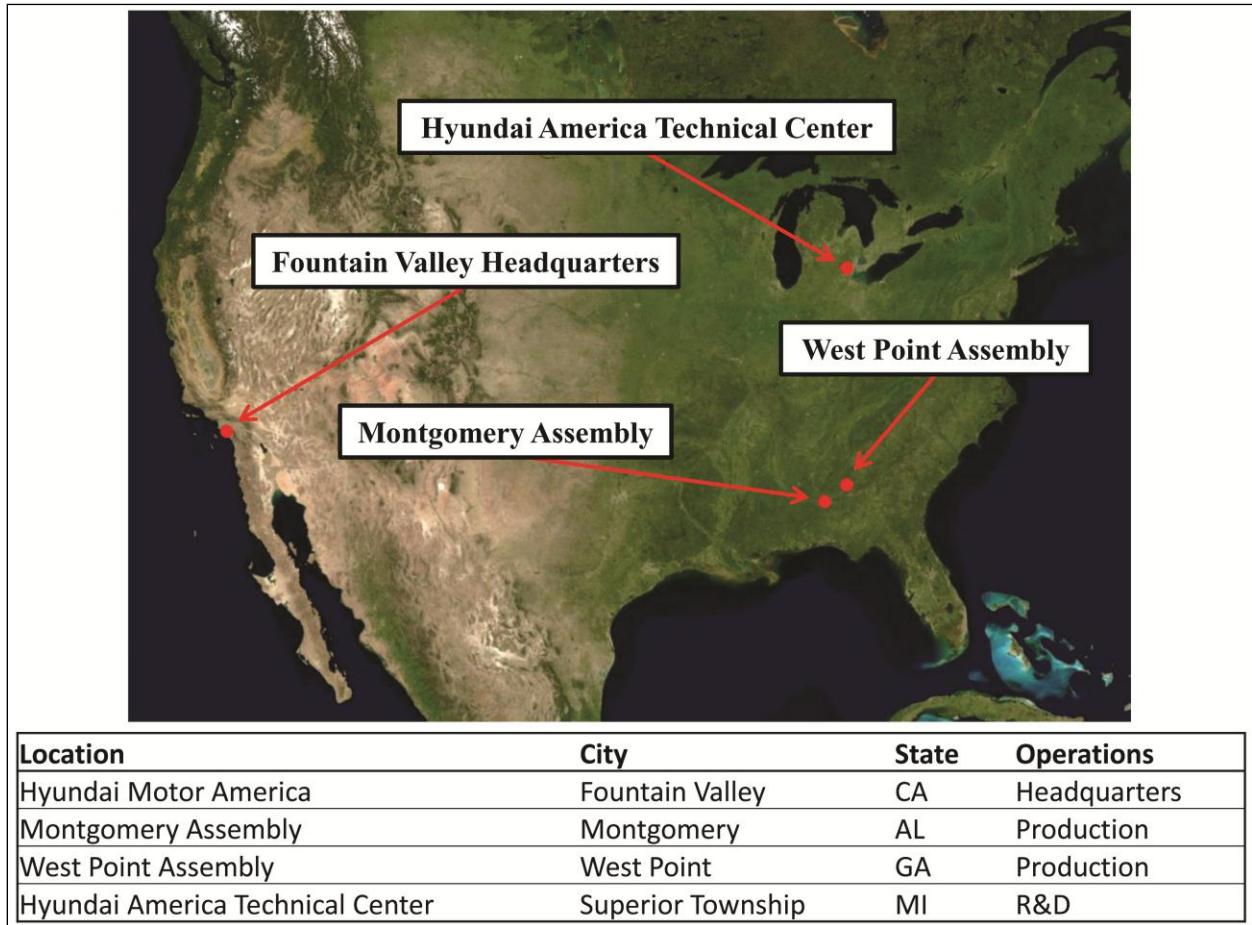 Hyundai America Technical Center
Fountain Valley Headquarters
West Point Assembly
Montgomery Assembly
Location City State Operations
Hyundai Motor America Fountain Valley CA Headquarters
Montgomery Assembly Montgomery AL Production
West Point Assembly West Point GA Production
Hyundai America Technical Center Superior Township MI R&D